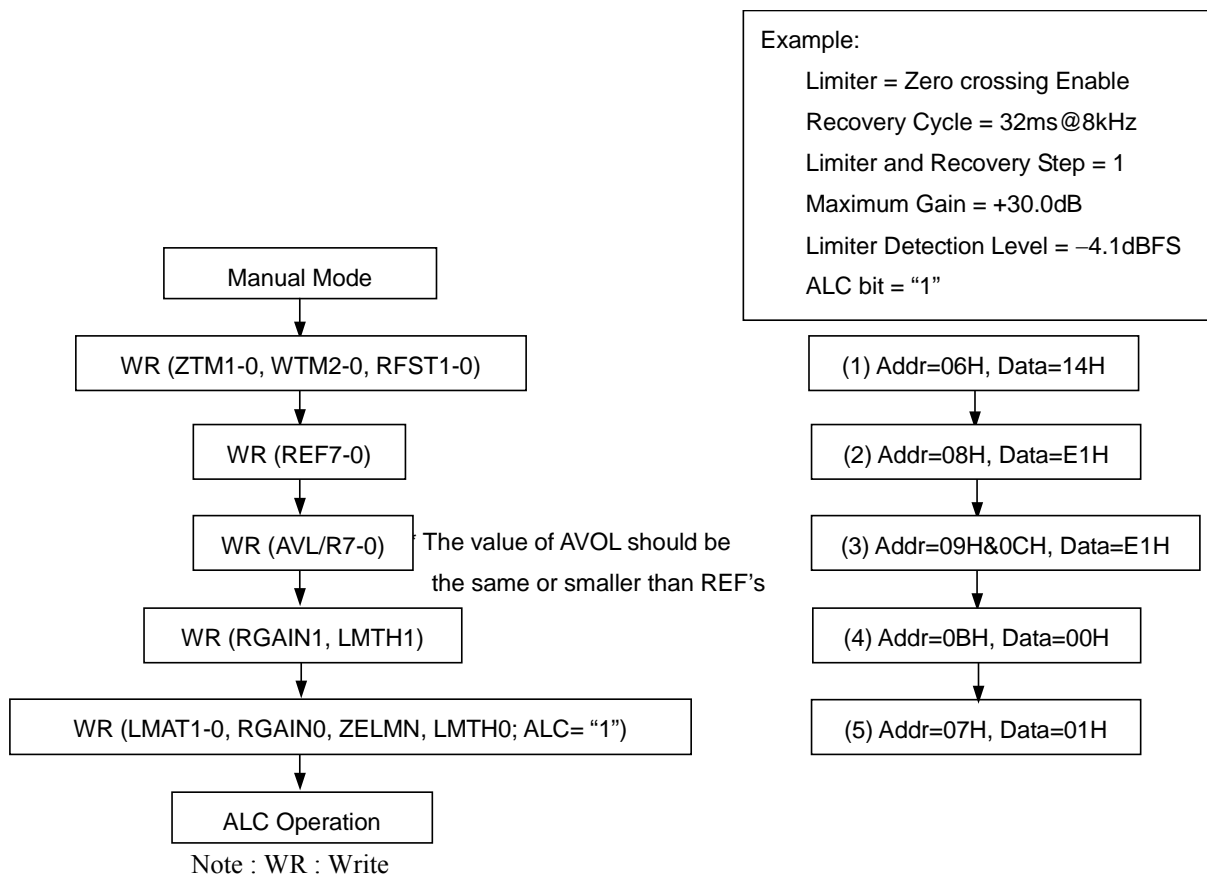 Example:
Limiter = Zero crossing Enable
Recovery Cycle = 32ms@8kHz
Limiter and Recovery Step = 1
Maximum Gain = +30.0dB
Limiter Detection Level = −4.1dBFS
ALC bit = “1”
Manual Mode
WR (ZTM1-0, WTM2-0, RFST1-0)
WR (REF7-0)
WR (AVL/R7-0)
* The value of AVOL should be
the same or smaller than REF’s
WR (RGAIN1, LMTH1)
WR (LMAT1-0, RGAIN0, ZELMN, LMTH0; ALC= “1”)
ALC Operation
Note : WR : Write
(1) Addr=06H, Data=14H
(2) Addr=08H, Data=E1H
(3) Addr=09H&0CH, Data=E1H
(4) Addr=0BH, Data=00H
(5) Addr=07H, Data=01H